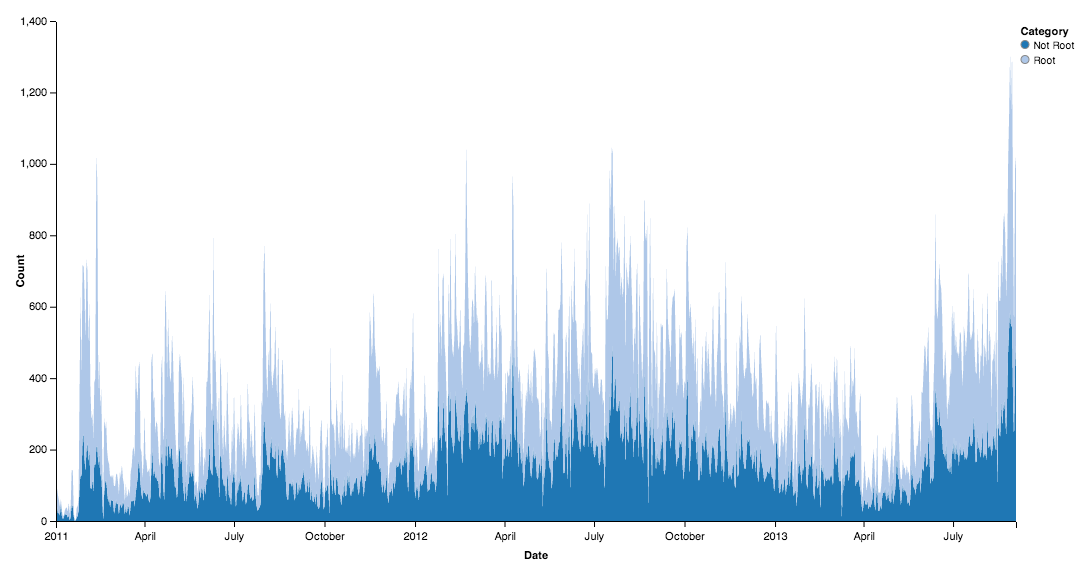 1,400
1,200
1,000
800
600
400
200
0
Count
2011
April
July
October
2012
April
July
October
2013
April
July
Date
Category
Not Root
Root